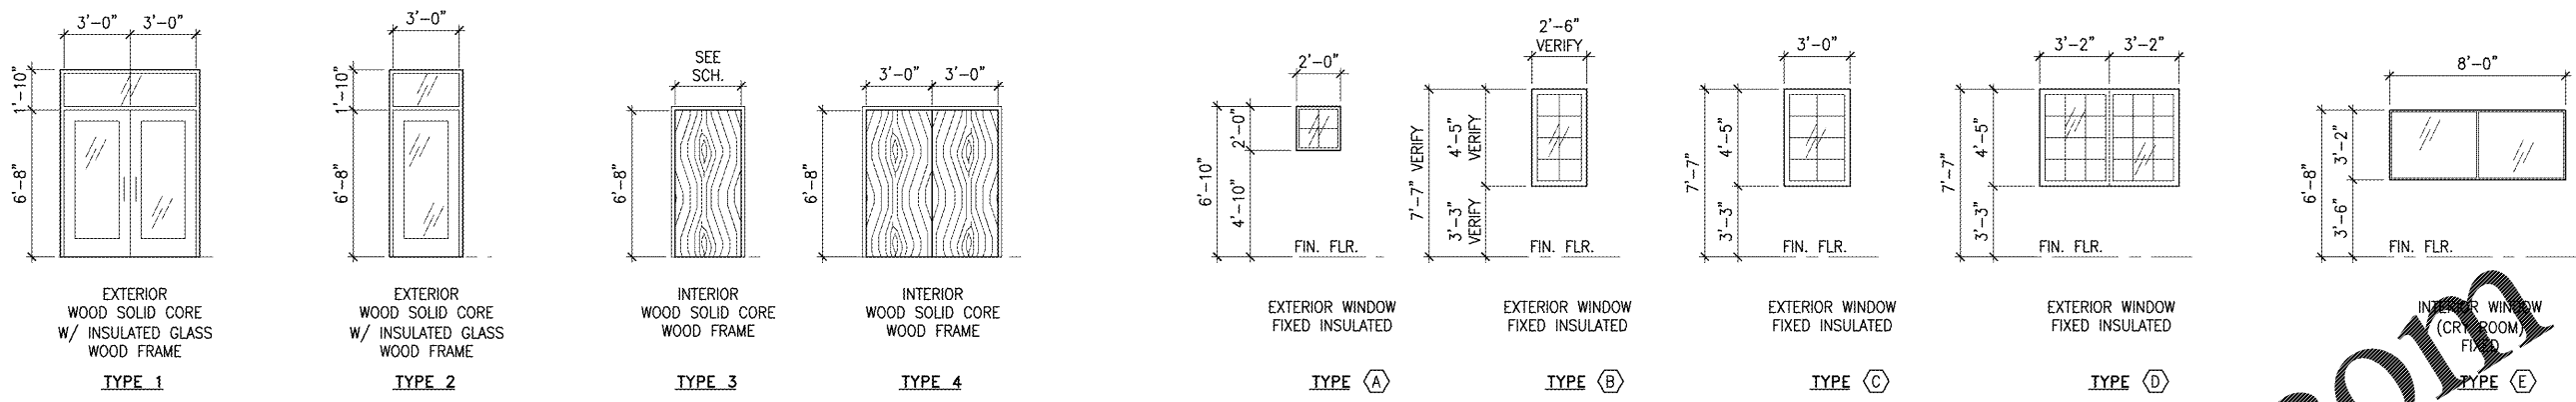 3'-0" 3'-0"
1'-10"
6'-8"
EXTERIOR
WOOD SOLID CORE
W/ INSULATED GLASS
WOOD FRAME
TYPE 1
3'-0"
1'-10"
6'-8"
EXTERIOR
WOOD SOLID CORE
W/ INSULATED GLASS
WOOD FRAME
TYPE 2
SEE
SCH.
6'-8"
INTERIOR
WOOD SOLID CORE
WOOD FRAME
TYPE 3
3'-0" 3'-0"
6'-8"
INTERIOR
WOOD SOLID CORE
WOOD FRAME
TYPE 4
2'-0"
2'-0"
6'-10"
4'-10"
FIN. FLR.
EXTERIOR WINDOW
FIXED INSULATED
TYPE A
2'-6"
VERIFY
7'-7" VERIFY
4'-5"
VERIFY
3'-3"
VERIFY
FIN. FLR.
EXTERIOR WINDOW
FIXED INSULATED
TYPE B
3'-0"
7'-7"
4'-5"
3'-3"
FIN. FLR.
EXTERIOR WINDOW
FIXED INSULATED
TYPE C
3'-2" 3'-2"
7'-7"
4'-5"
3'-3"
FIN. FLR.
EXTERIOR WINDOW
FIXED INSULATED
TYPE D
8'-0"
6'-8"
3'-2"
3'-6"
FIN. FLR.
INTERIOR WINDOW
(CRY ROOM)
FIXED
TYPE E
om